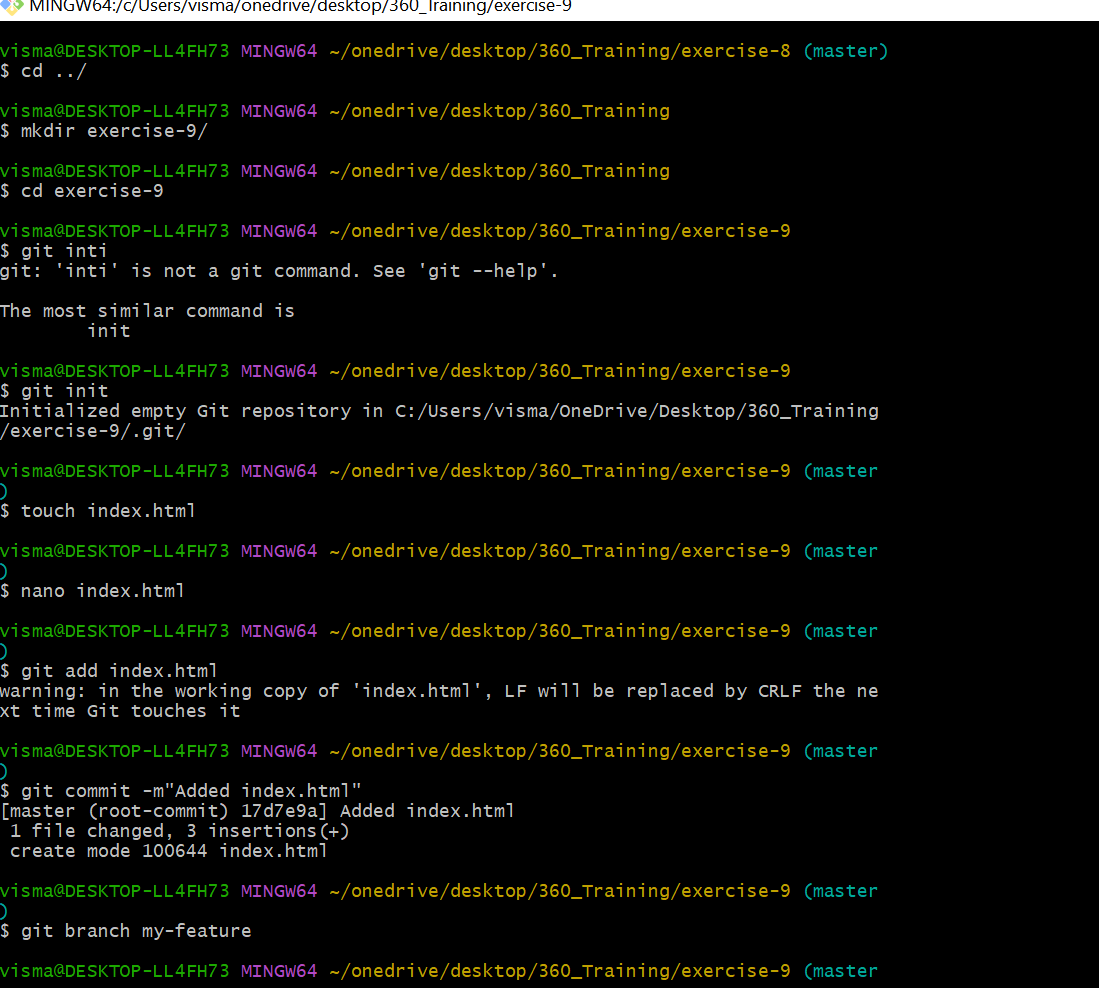 MINGW64:/c/Users/visma/onedrive/desktop/360_Training/exercise-9
visma@DESKTOP-LL4FH73 MINGW64 ~/onedrive/desktop/360_Training/exercise-8 (master)
$ cd ../
visma@DESKTOP-LL4FH73 MINGW64 ~/onedrive/desktop/360_Training
$ mkdir exercise-9/
visma@DESKTOP-LL4FH73 MINGW64 ~/onedrive/desktop/360_Training
$ cd exercise-9
visma@DESKTOP-LL4FH73 MINGW64 ~/onedrive/desktop/360_Training/exercise-9
$ git inti
git: 'inti' is not a git command. See 'git --help'.
The most similar command is
init
visma@DESKTOP-LL4FH73 MINGW64 ~/onedrive/desktop/360_Training/exercise-9
$ git init
Initialized empty Git repository in C:/Users/visma/OneDrive/Desktop/360_Training
/exercise-9/.git/
visma@DESKTOP-LL4FH73 MINGW64 ~/onedrive/desktop/360_Training/exercise-9 (master
)
$ touch index.html
visma@DESKTOP-LL4FH73 MINGW64 ~/onedrive/desktop/360_Training/exercise-9 (master
)
$ nano index.html
visma@DESKTOP-LL4FH73 MINGW64 ~/onedrive/desktop/360_Training/exercise-9 (master
)
$ git add index.html
warning: in the working copy of 'index.html', LF will be replaced by CRLF the ne
xt time Git touches it
visma@DESKTOP-LL4FH73 MINGW64 ~/onedrive/desktop/360_Training/exercise-9 (master
)
$ git commit -m"Added index.html"
[master (root-commit) 17d7e9a] Added index.html
1 file changed, 3 insertions(+)
create mode 100644 index.html
visma@DESKTOP-LL4FH73 MINGW64 ~/onedrive/desktop/360_Training/exercise-9 (master
)
$ git branch my-feature
visma@DESKTOP-LL4FH73 MINGW64 ~/onedrive/desktop/360_Training/exercise-9 (master